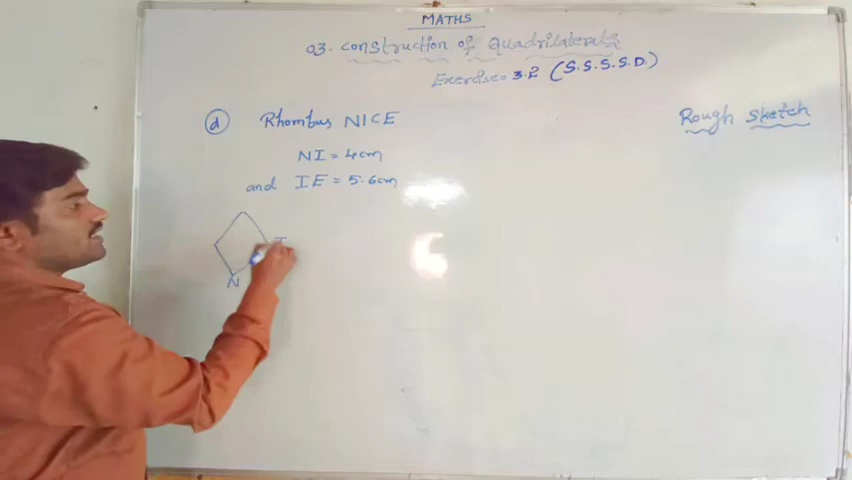 MATHS
03. Construction of Quadrilaterals
Exercise= 3.2 (S.S.S.S.D.)
d Rhombus NICE
Rough sketch
NI = 4cm
and IE = 5.6cm
I
N